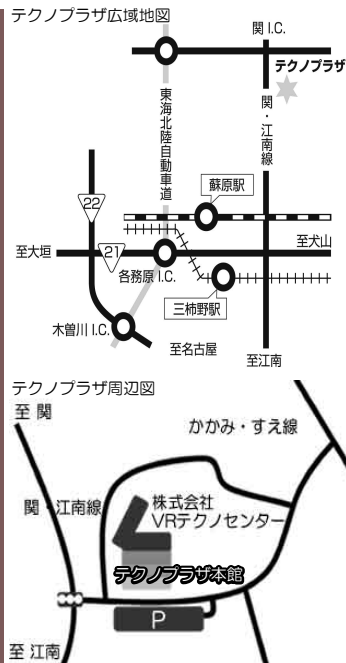 テクノプラザ広域地図
関 I.C.
テクノプラザ
東海北陸自動車道
関・江南線
蘇原駅
22
至大垣
21
至犬山
各務原 I.C.
三柿野駅
木曽川 I.C.
至名古屋
至江南
テクノプラザ周辺図
至 関
かかみ・すえ線
関・江南線
株式会社
VRテクノセンター
テクノプラザ本館
P
至 江南